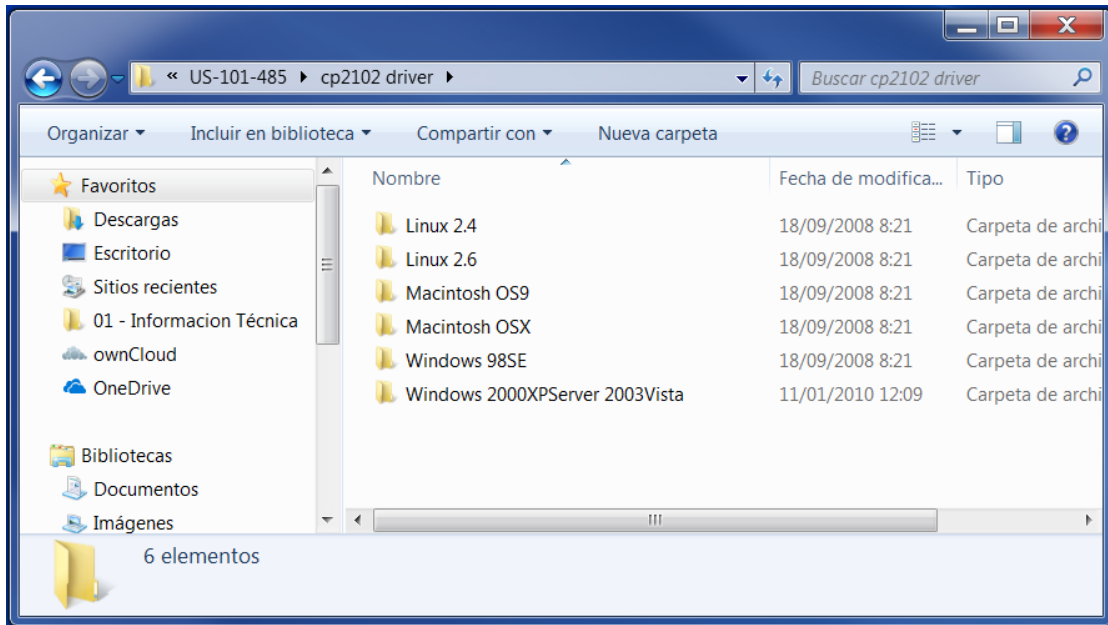 « US-101-485 ▸ cp2102 driver ▸
Buscar cp2102 driver
Organizar
Incluir en biblioteca
Compartir con
Nueva carpeta
Favoritos
Descargas
Escritorio
Sitios recientes
01 - Informacion Técnica
ownCloud
OneDrive
Bibliotecas
Documentos
Imágenes
Nombre Fecha de modifica... Tipo
Linux 2.4 18/09/2008 8:21 Carpeta de archi
Linux 2.6 18/09/2008 8:21 Carpeta de archi
Macintosh OS9 18/09/2008 8:21 Carpeta de archi
Macintosh OSX 18/09/2008 8:21 Carpeta de archi
Windows 98SE 18/09/2008 8:21 Carpeta de archi
Windows 2000XPServer 2003Vista 11/01/2010 12:09 Carpeta de archi
6 elementos